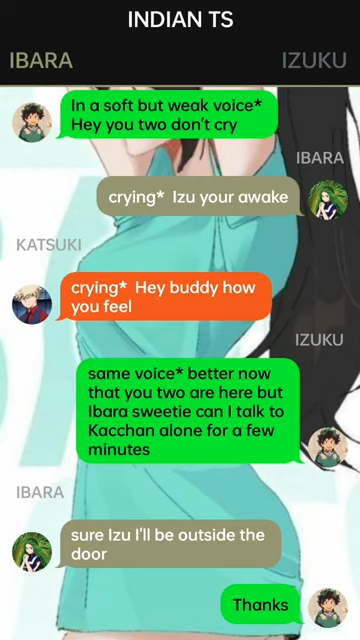 INDIAN TS
IBARA IZUKU
In a soft but weak voice*
Hey you two don't cry
IBARA
crying* Izu your awake
KATSUKI
crying* Hey buddy how
you feel
IZUKU
same voice* better now
that you two are here but
Ibara sweetie can I talk to
Kacchan alone for a few
minutes
IBARA
sure Izu I'll be outside the
door
Thanks